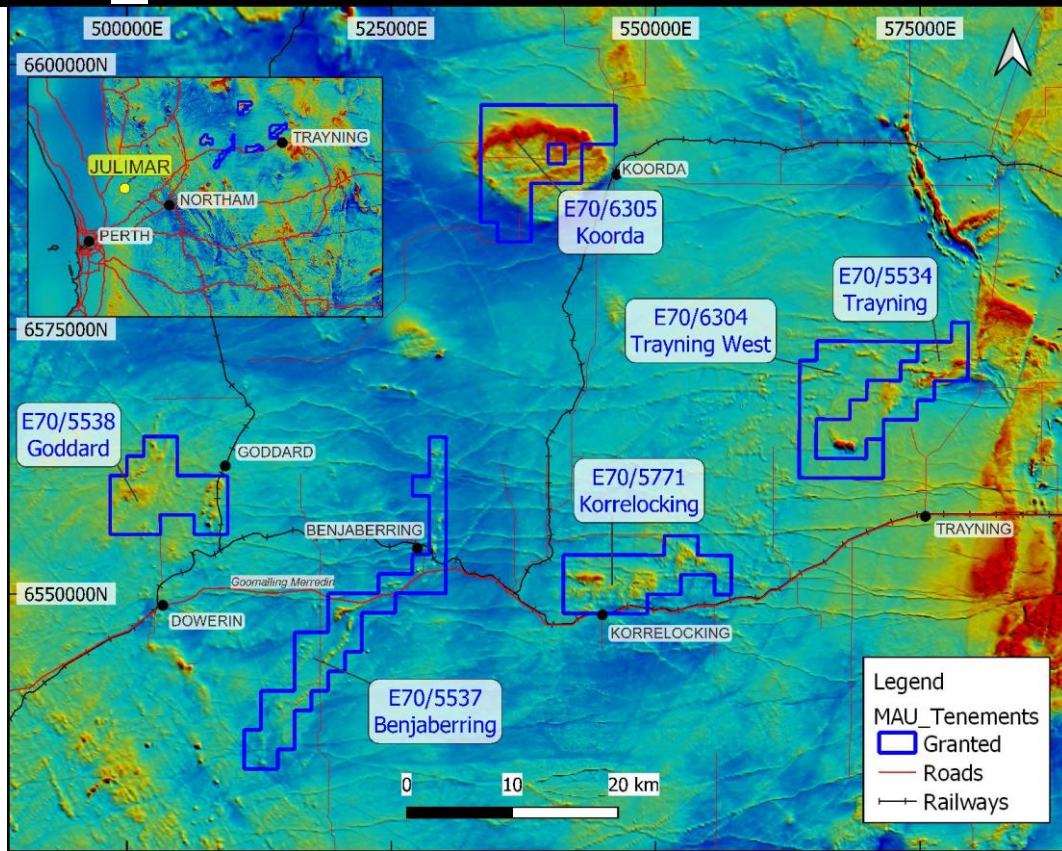 500000E
525000E
550000E
575000E
6600000N
TRAYNING
JULIMAR
NORTHAM
PERTH
KOORDA
E70/6305
Koorda
E70/5534
Trayning
E70/6304
Trayning West
6575000N
E70/5538
Goddard
GODDARD
E70/5771
Korrelocking
BENJABERRING
TRAYNING
6550000N
Goomalling Merredin
DOWERIN
KORRELOCKING
E70/5537
Benjaberring
Legend
MAU_Tenements
Granted
Roads
Railways
0 10 20 km